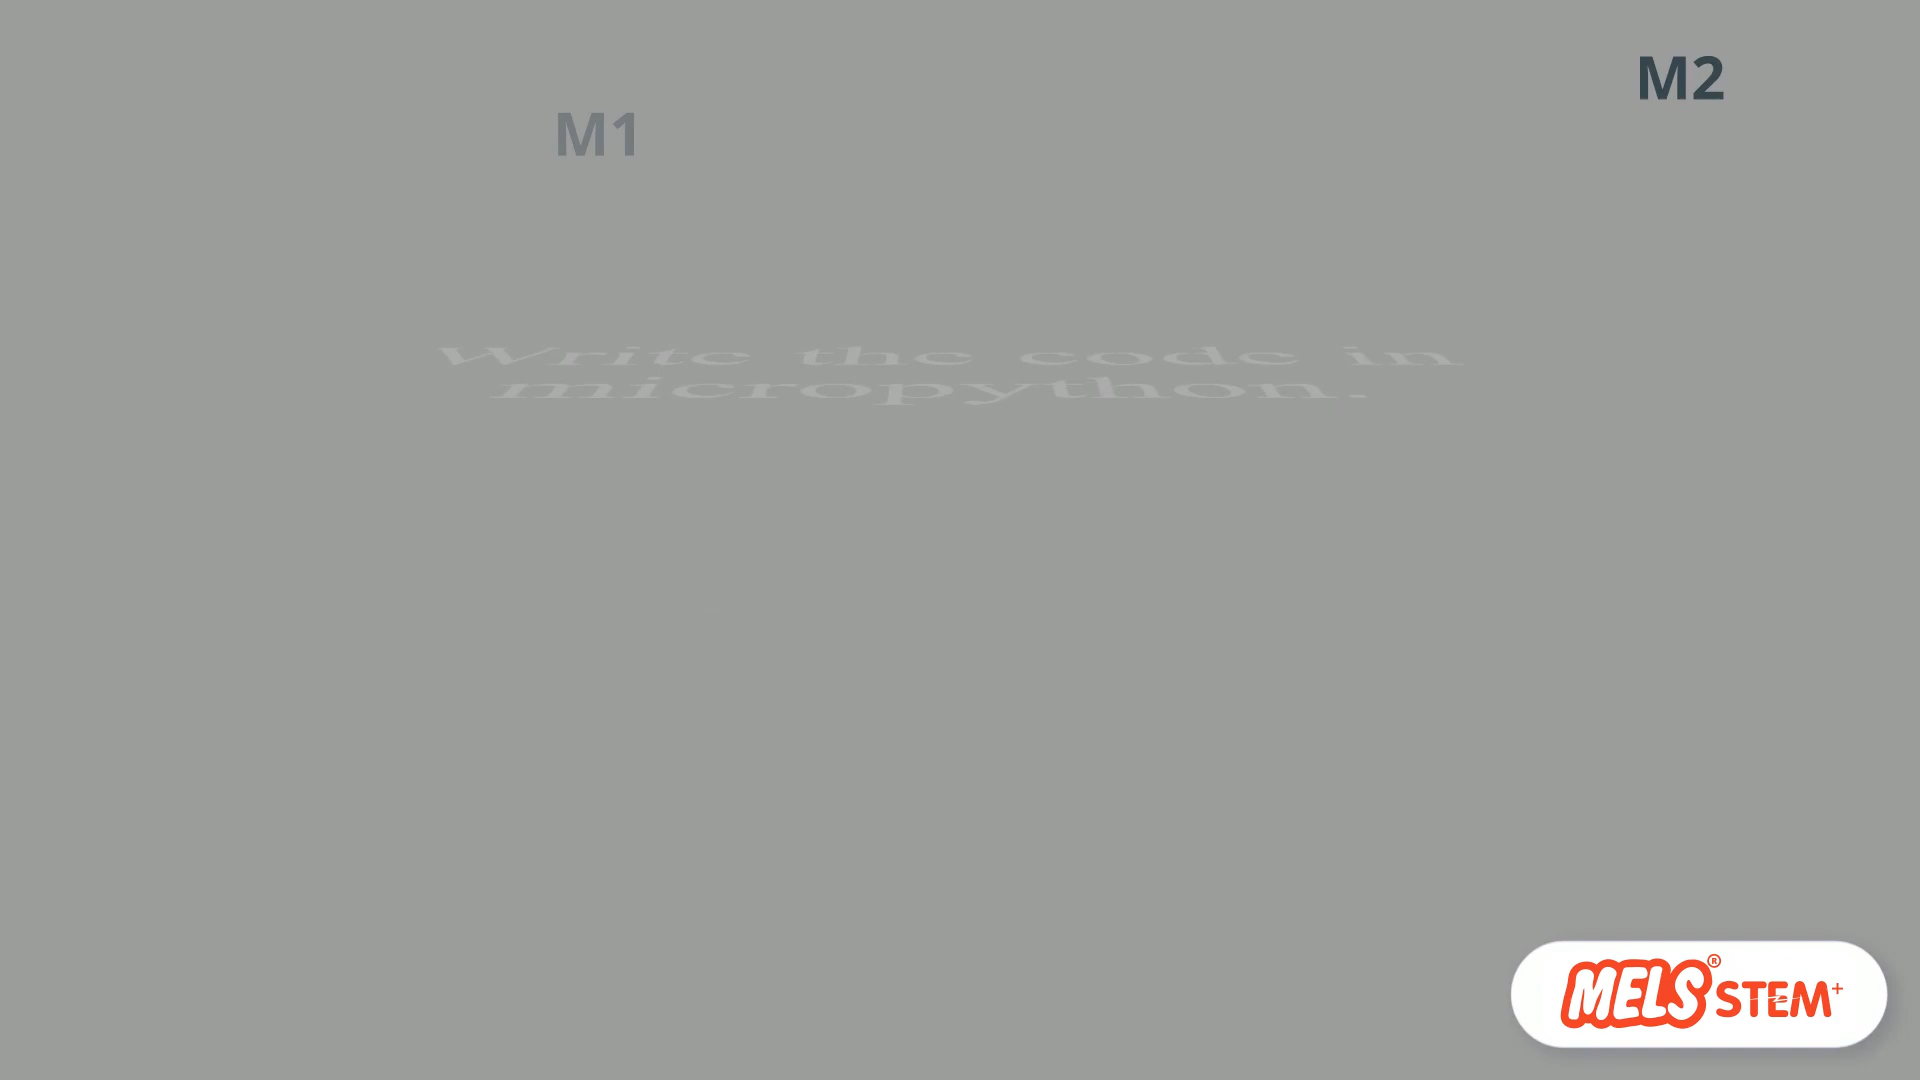 M2
M1
Write the code in
micropython.
MELS® STEM+